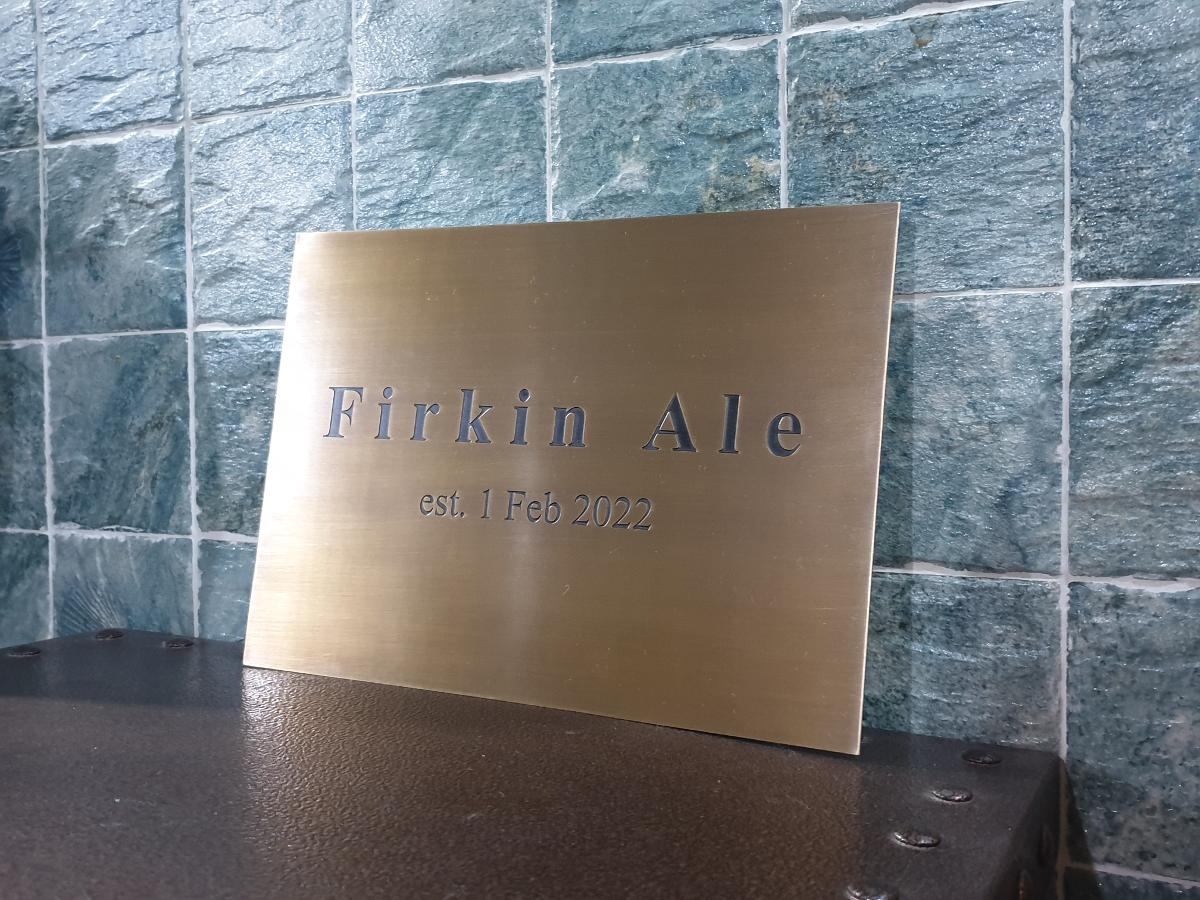 Firkin Ale
est. 1 Feb 2022